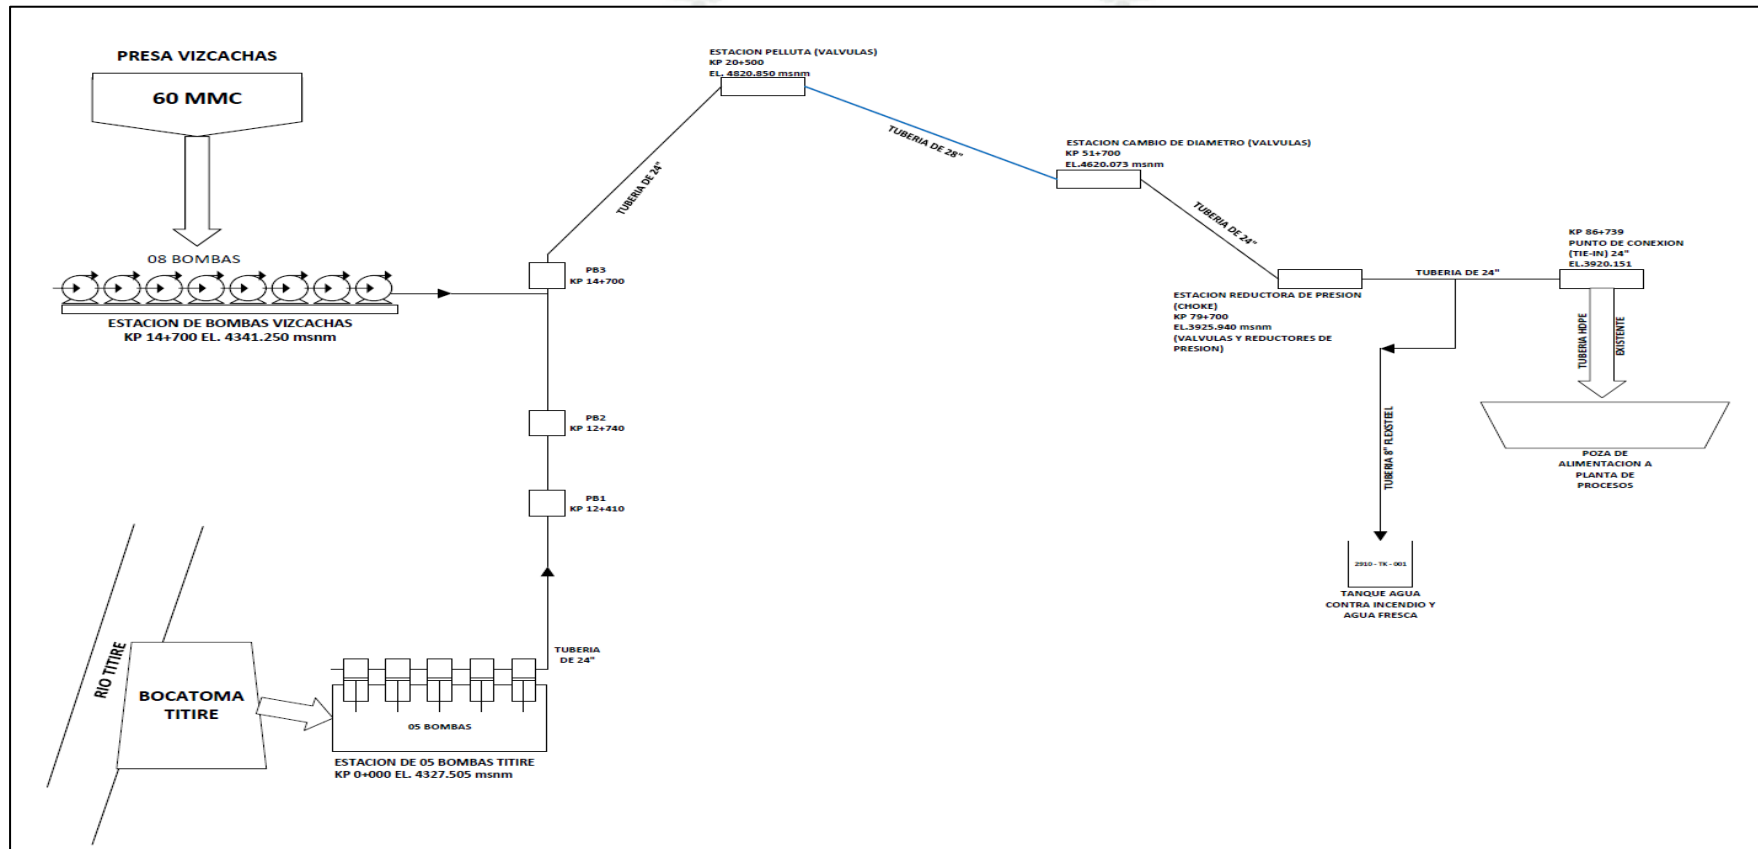 PRESA VIZCACHAS
60 MMC
08 BOMBAS
ESTACION DE BOMBAS VIZCACHAS
KP 14+700 EL. 4341.250 msnm
ESTACION PELLUTA (VALVULAS)
KP 20+500
EL. 4820.850 msnm
TUBERIA DE 24"
TUBERIA DE 28"
ESTACION CAMBIO DE DIAMETRO (VALVULAS)
KP 51+700
EL.4620.073 msnm
TUBERIA DE 24"
ESTACION REDUCTORA DE PRESION
(CHOKE)
KP 79+700
EL.3925.940 msnm
(VALVULAS Y REDUCTORES DE
PRESION)
TUBERIA DE 24"
KP 86+739
PUNTO DE CONEXION
(TIE-IN) 24"
EL.3920.151
TUBERIA HDPE
EXISTENTE
POZA DE
ALIMENTACION A
PLANTA DE
PROCESOS
TUBERIA 8" FLEXSTEEL
2910 - TK - 001
TANQUE AGUA
CONTRA INCENDIO Y
AGUA FRESCA
PB3
KP 14+700
PB2
KP 12+740
PB1
KP 12+410
TUBERIA
DE 24"
RIO TITIRE
BOCATOMA
TITIRE
05 BOMBAS
ESTACION DE 05 BOMBAS TITIRE
KP 0+000 EL. 4327.505 msnm